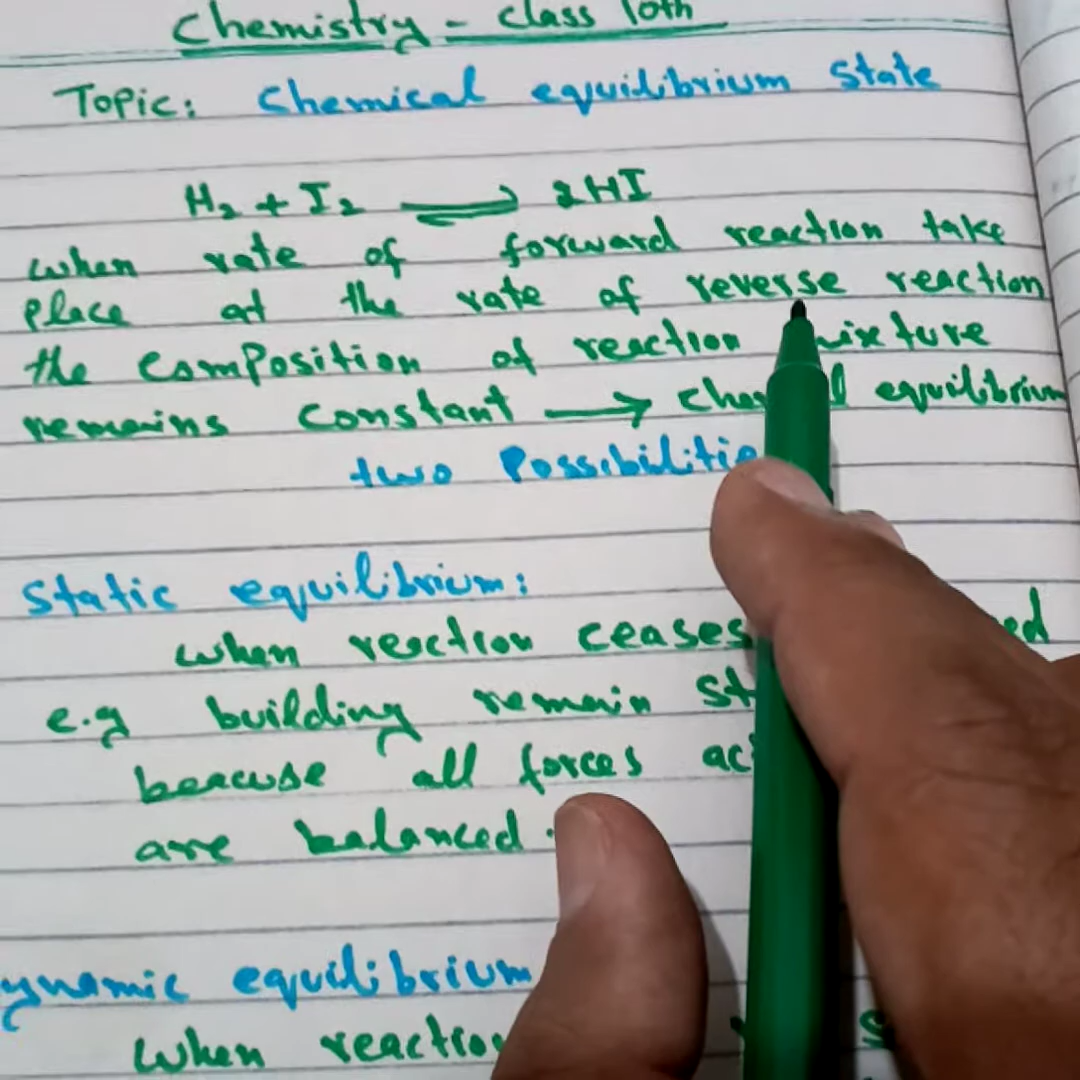 Chemistry - Class 10th
Topic: Chemical equilibrium State
H₂ + I₂ ⇌ 2HI
when rate of forward reaction take
place at the rate of reverse reaction
the composition of reaction mixture
remains constant → equilibrium
two Possibilitie
Static equilibrium:
when reaction ceases
e.g building remain
beacuse all forces
are balanced.
equilibrium
when